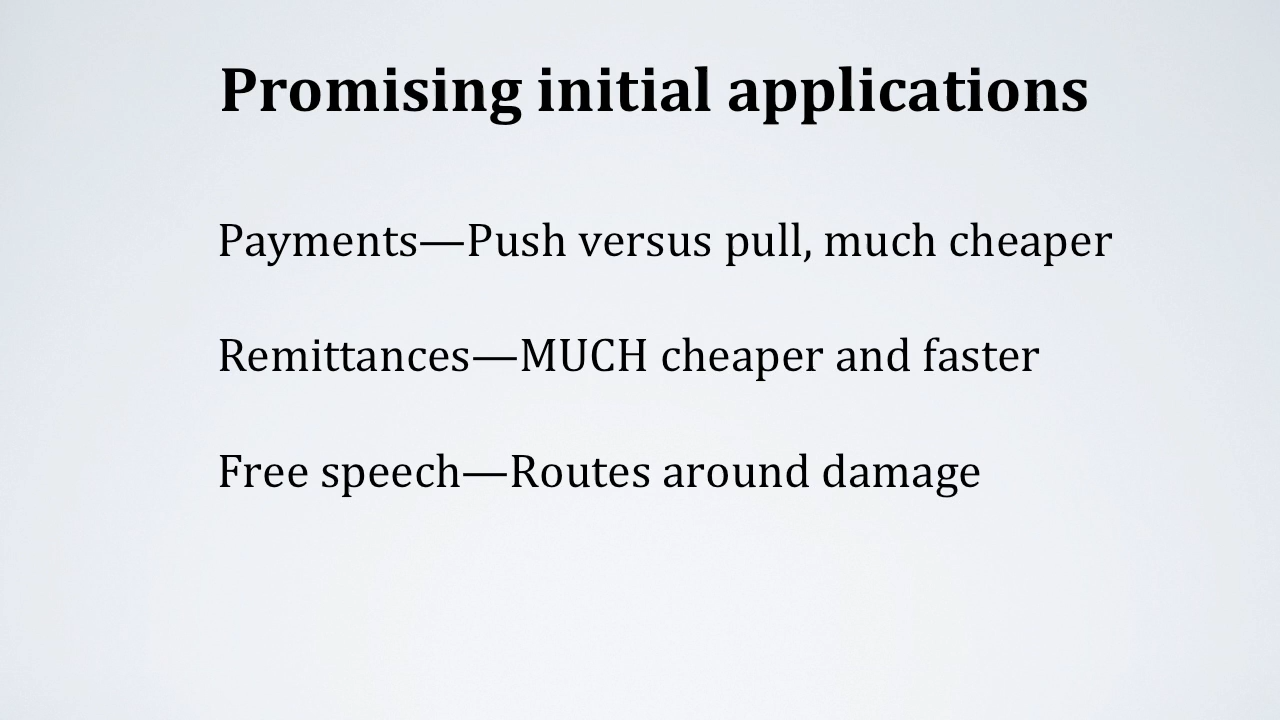 Promising initial applications
Payments—Push versus pull, much cheaper
Remittances—MUCH cheaper and faster
Free speech—Routes around damage